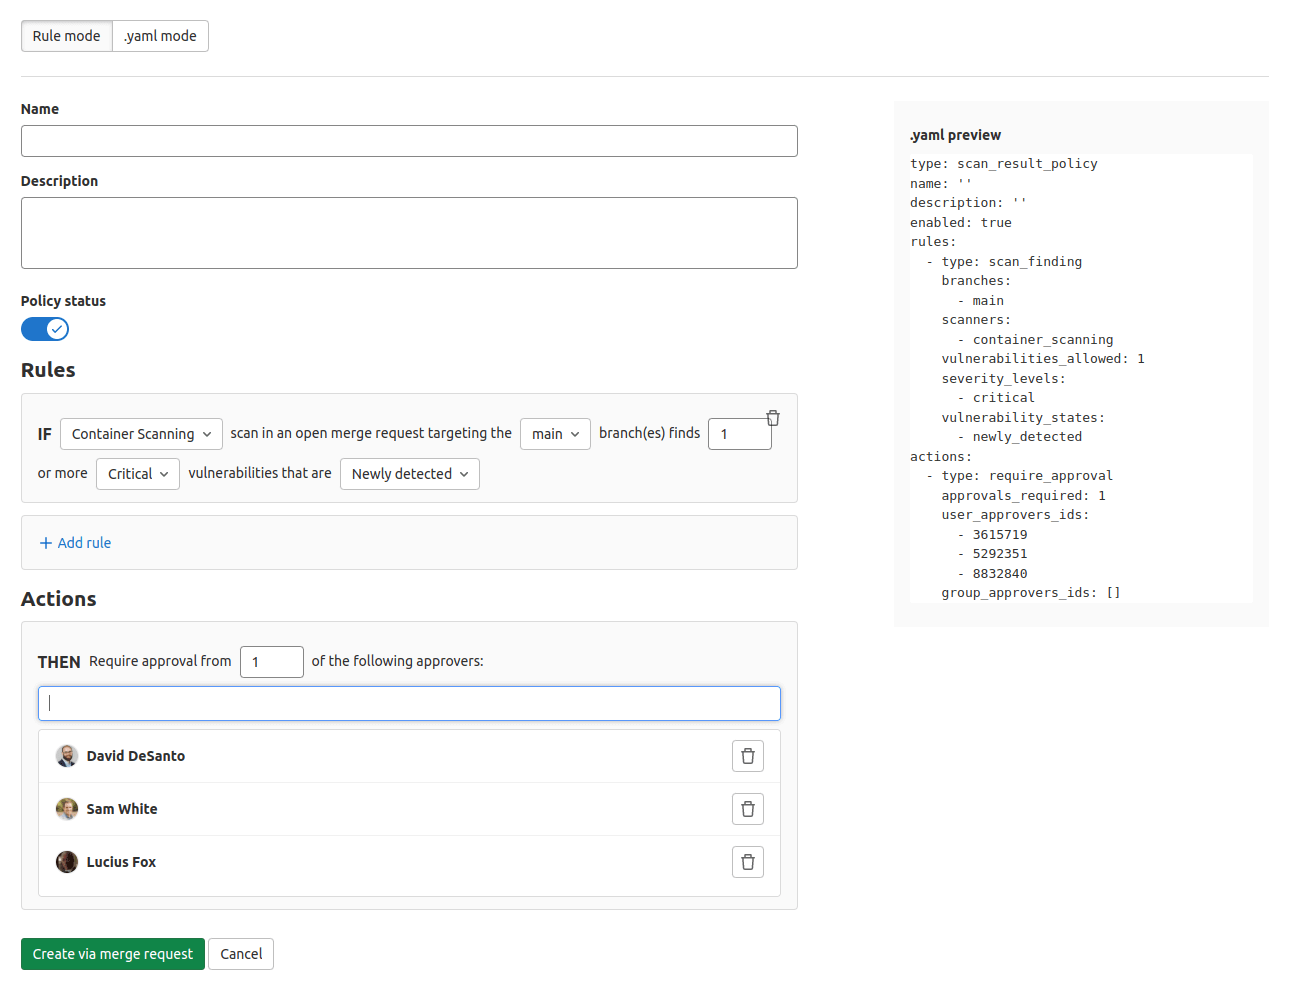 Rule mode .yaml mode
Name
Description
Policy status
Rules
IF Container Scanning scan in an open merge request targeting the main branch(es) finds 1
or more Critical vulnerabilities that are Newly detected
+ Add rule
Actions
THEN Require approval from 1 of the following approvers:
David DeSanto
Sam White
Lucius Fox
Create via merge request Cancel
.yaml preview
type: scan_result_policy
name: ''
description: ''
enabled: true
rules:
  - type: scan_finding
    branches:
      - main
    scanners:
      - container_scanning
    vulnerabilities_allowed: 1
    severity_levels:
      - critical
    vulnerability_states:
      - newly_detected
actions:
  - type: require_approval
    approvals_required: 1
    user_approvers_ids:
      - 3615719
      - 5292351
      - 8832840
    group_approvers_ids: []